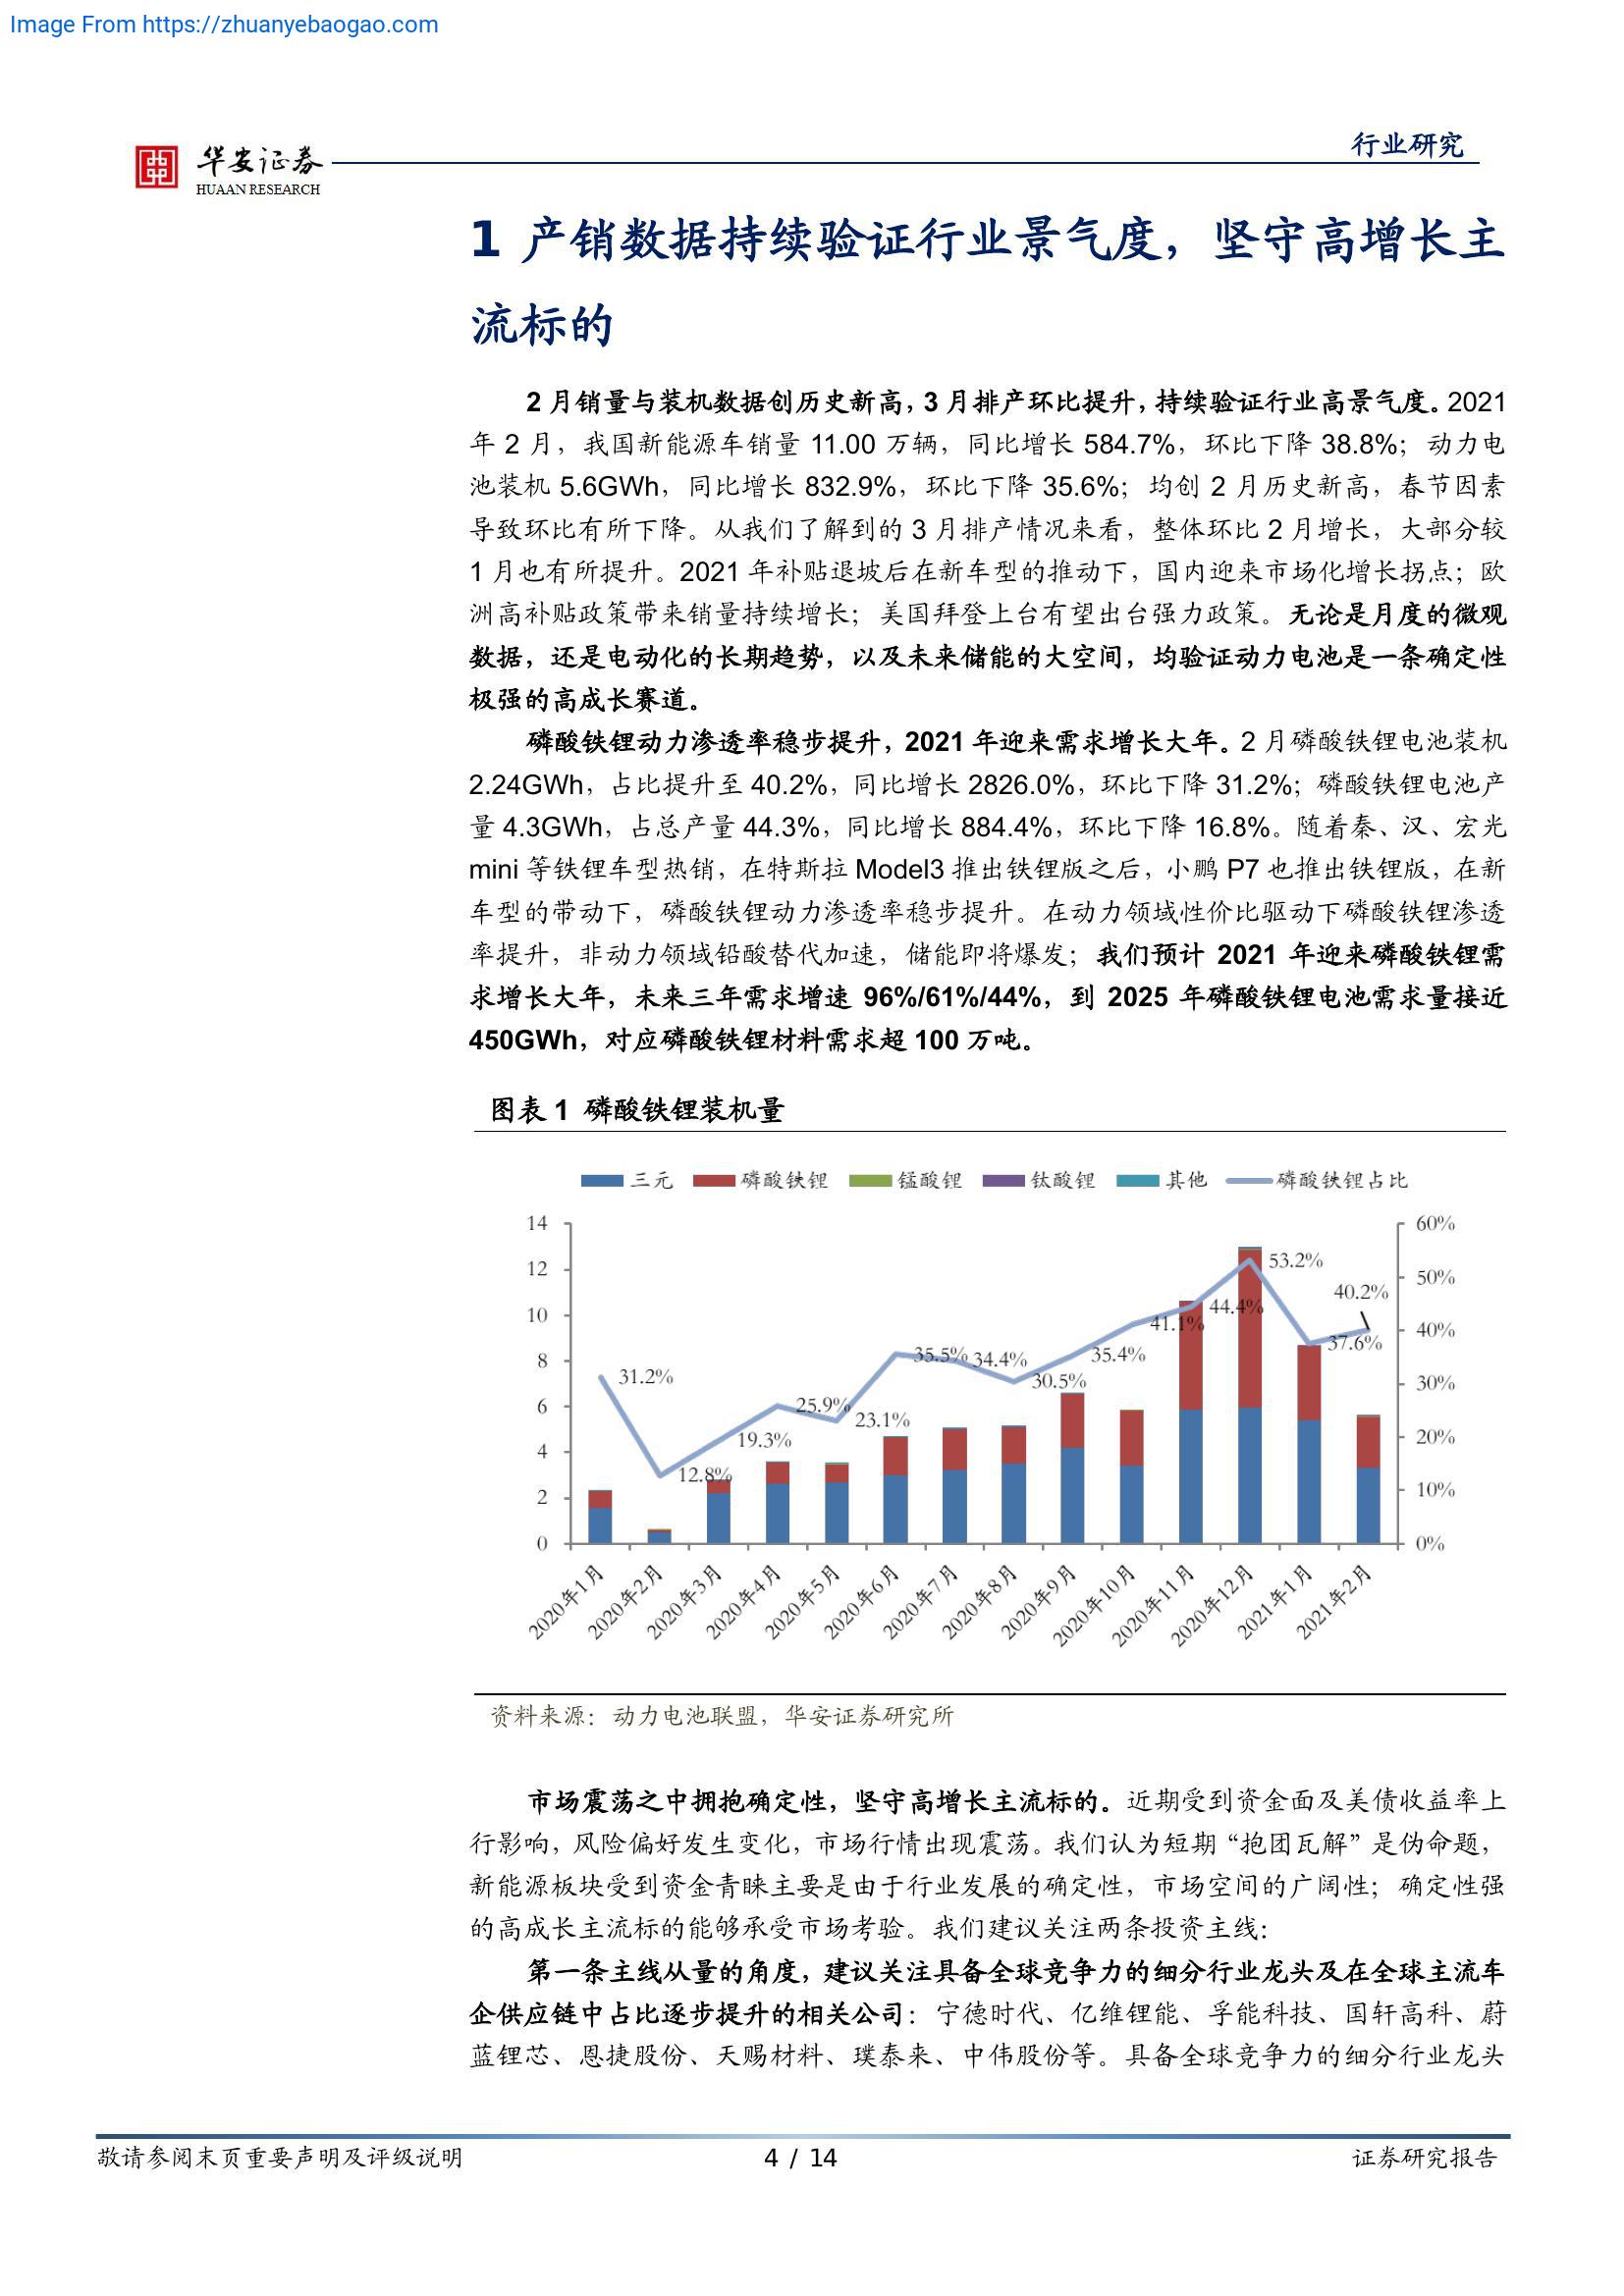 Image From https://zhuanyebaogao.com
华安证券
HUAAN RESEARCH
行业研究
1 产销数据持续验证行业景气度，坚守高增长主
流标的
2 月销量与装机数据创历史新高，3 月排产环比提升，持续验证行业高景气度。2021
年 2 月，我国新能源车销量 11.00 万辆，同比增长 584.7%，环比下降 38.8%；动力电
池装机 5.6GWh，同比增长 832.9%，环比下降 35.6%；均创 2 月历史新高，春节因素
导致环比有所下降。从我们了解到的 3 月排产情况来看，整体环比 2 月增长，大部分较
1 月也有所提升。2021 年补贴退坡后在新车型的推动下，国内迎来市场化增长拐点；欧
洲高补贴政策带来销量持续增长；美国拜登上台有望出台强力政策。无论是月度的微观
数据，还是电动化的长期趋势，以及未来储能的大空间，均验证动力电池是一条确定性
极强的高成长赛道。
磷酸铁锂动力渗透率稳步提升，2021 年迎来需求增长大年。2 月磷酸铁锂电池装机
2.24GWh，占比提升至 40.2%，同比增长 2826.0%，环比下降 31.2%；磷酸铁锂电池产
量 4.3GWh，占总产量 44.3%，同比增长 884.4%，环比下降 16.8%。随着秦、汉、宏光
mini 等铁锂车型热销，在特斯拉 Model3 推出铁锂版之后，小鹏 P7 也推出铁锂版，在新
车型的带动下，磷酸铁锂动力渗透率稳步提升。在动力领域性价比驱动下磷酸铁锂渗透
率提升，非动力领域铅酸替代加速，储能即将爆发；我们预计 2021 年迎来磷酸铁锂需
求增长大年，未来三年需求增速 96%/61%/44%，到 2025 年磷酸铁锂电池需求量接近
450GWh，对应磷酸铁锂材料需求超 100 万吨。
图表 1 磷酸铁锂装机量
三元 磷酸铁锂 锰酸锂 钛酸锂 其他 磷酸铁锂占比
14
12
10
8
6
4
2
0
60%
50%
40%
30%
20%
10%
0%
31.2%
12.8%
19.3%
25.9%
23.1%
35.5%
34.4%
30.5%
35.4%
41.1%
44.4%
53.2%
37.6%
40.2%
2020年1月
2020年2月
2020年3月
2020年4月
2020年5月
2020年6月
2020年7月
2020年8月
2020年9月
2020年10月
2020年11月
2020年12月
2021年1月
2021年2月
资料来源：动力电池联盟，华安证券研究所
市场震荡之中拥抱确定性，坚守高增长主流标的。近期受到资金面及美债收益率上
行影响，风险偏好发生变化，市场行情出现震荡。我们认为短期“抱团瓦解”是伪命题，
新能源板块受到资金青睐主要是由于行业发展的确定性，市场空间的广阔性；确定性强
的高成长主流标的能够承受市场考验。我们建议关注两条投资主线：
第一条主线从量的角度，建议关注具备全球竞争力的细分行业龙头及在全球主流车
企供应链中占比逐步提升的相关公司：宁德时代、亿维锂能、孚能科技、国轩高科、蔚
蓝锂芯、恩捷股份、天赐材料、璞泰来、中伟股份等。具备全球竞争力的细分行业龙头
敬请参阅末页重要声明及评级说明
4 / 14
证券研究报告